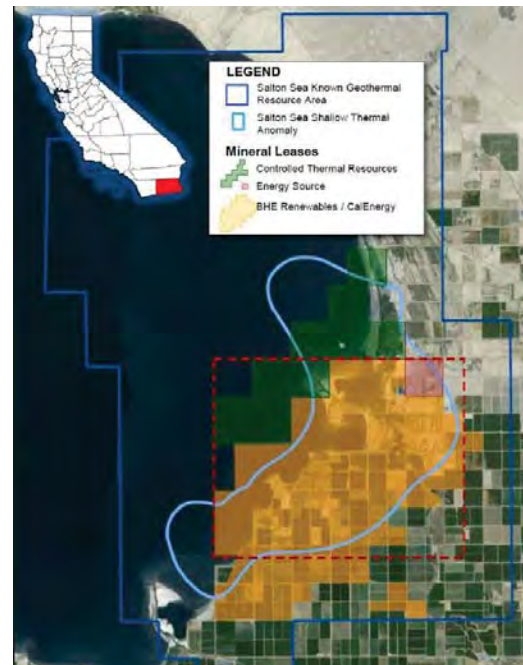 LEGEND
Salton Sea Known Geothermal
Resource Area
Salton Sea Shallow Thermal
Anomaly
Mineral Leases
Controlled Thermal Resources
Energy Source
BHE Renewables / CalEnergy